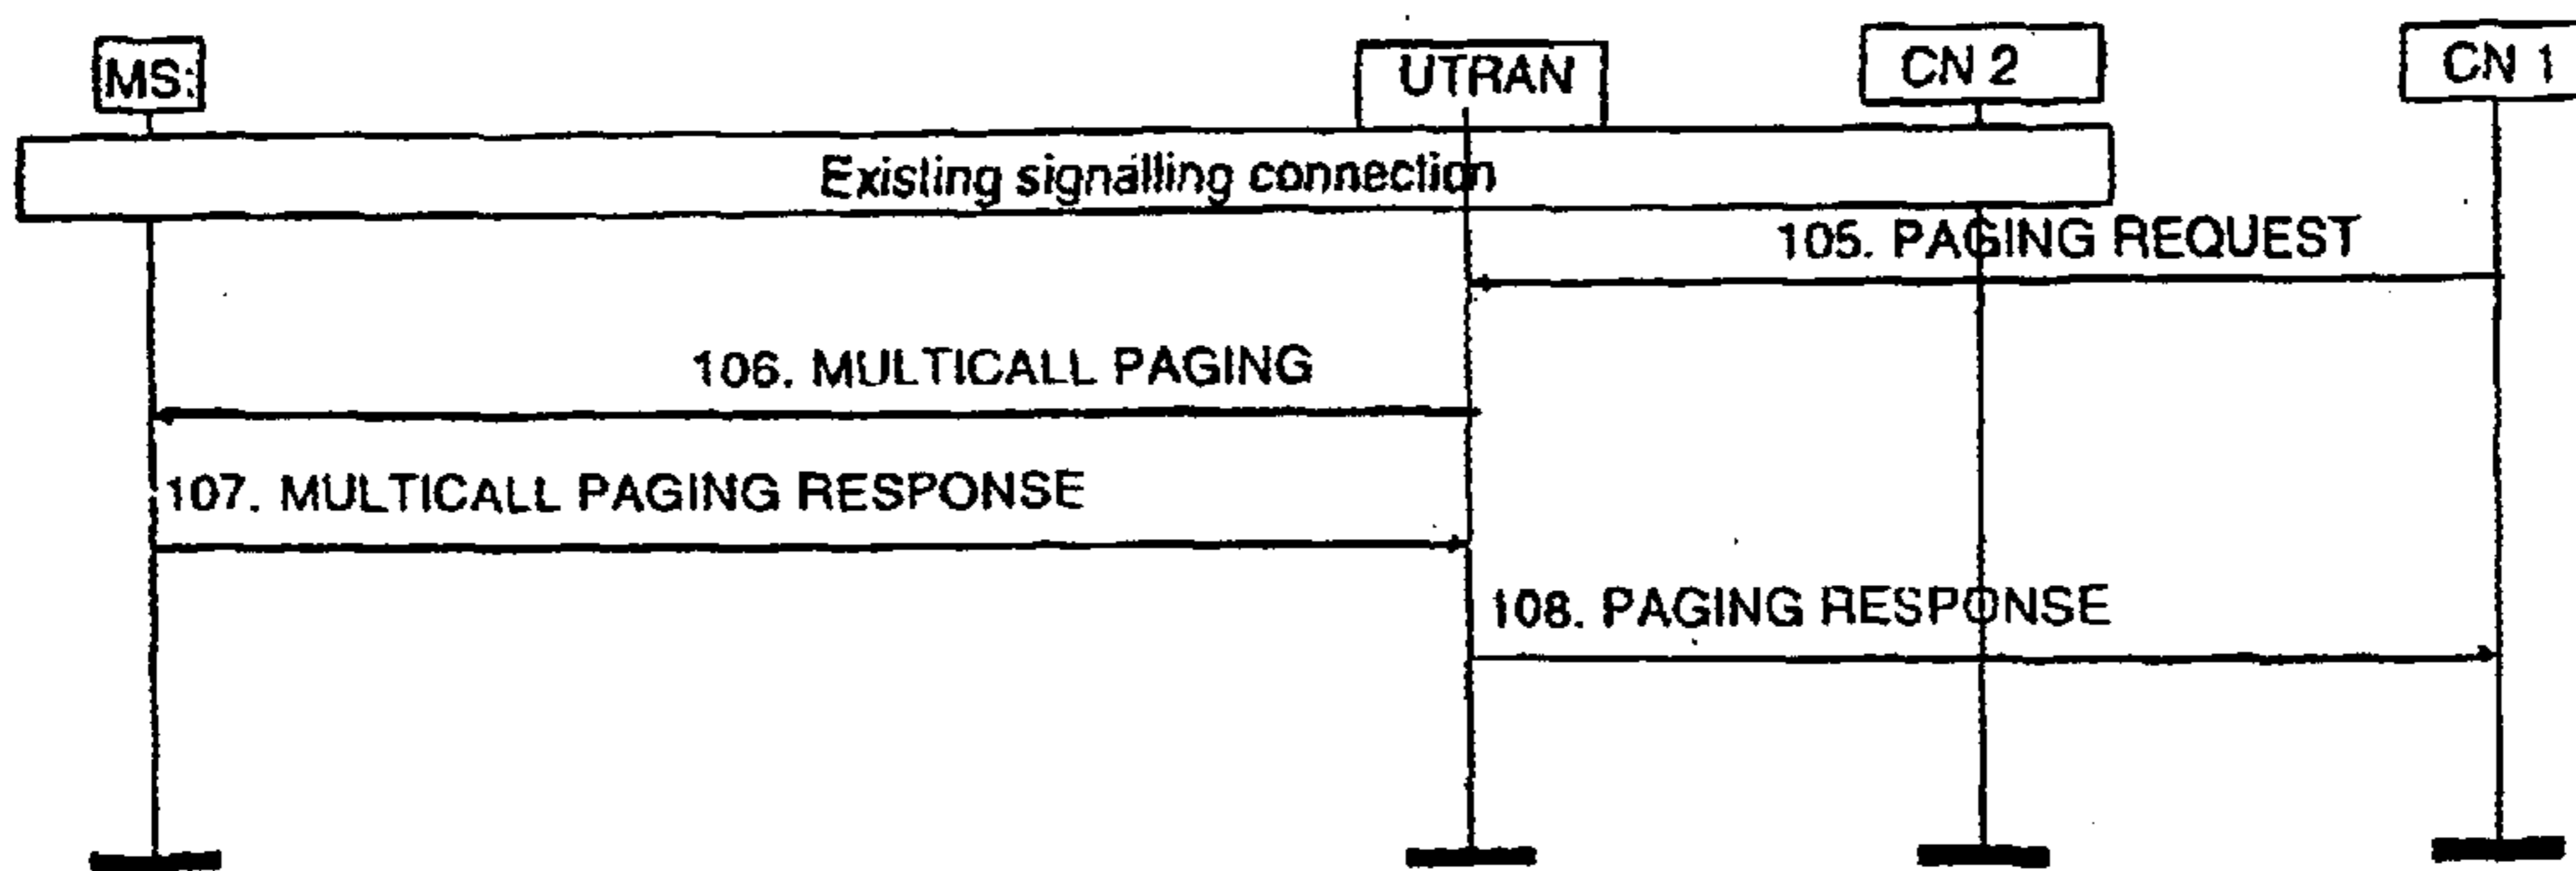 MS:
UTRAN
CN 2
CN 1
Existing signalling connection
105. PAGING REQUEST
106. MULTICALL PAGING
107. MULTICALL PAGING RESPONSE
108. PAGING RESPONSE